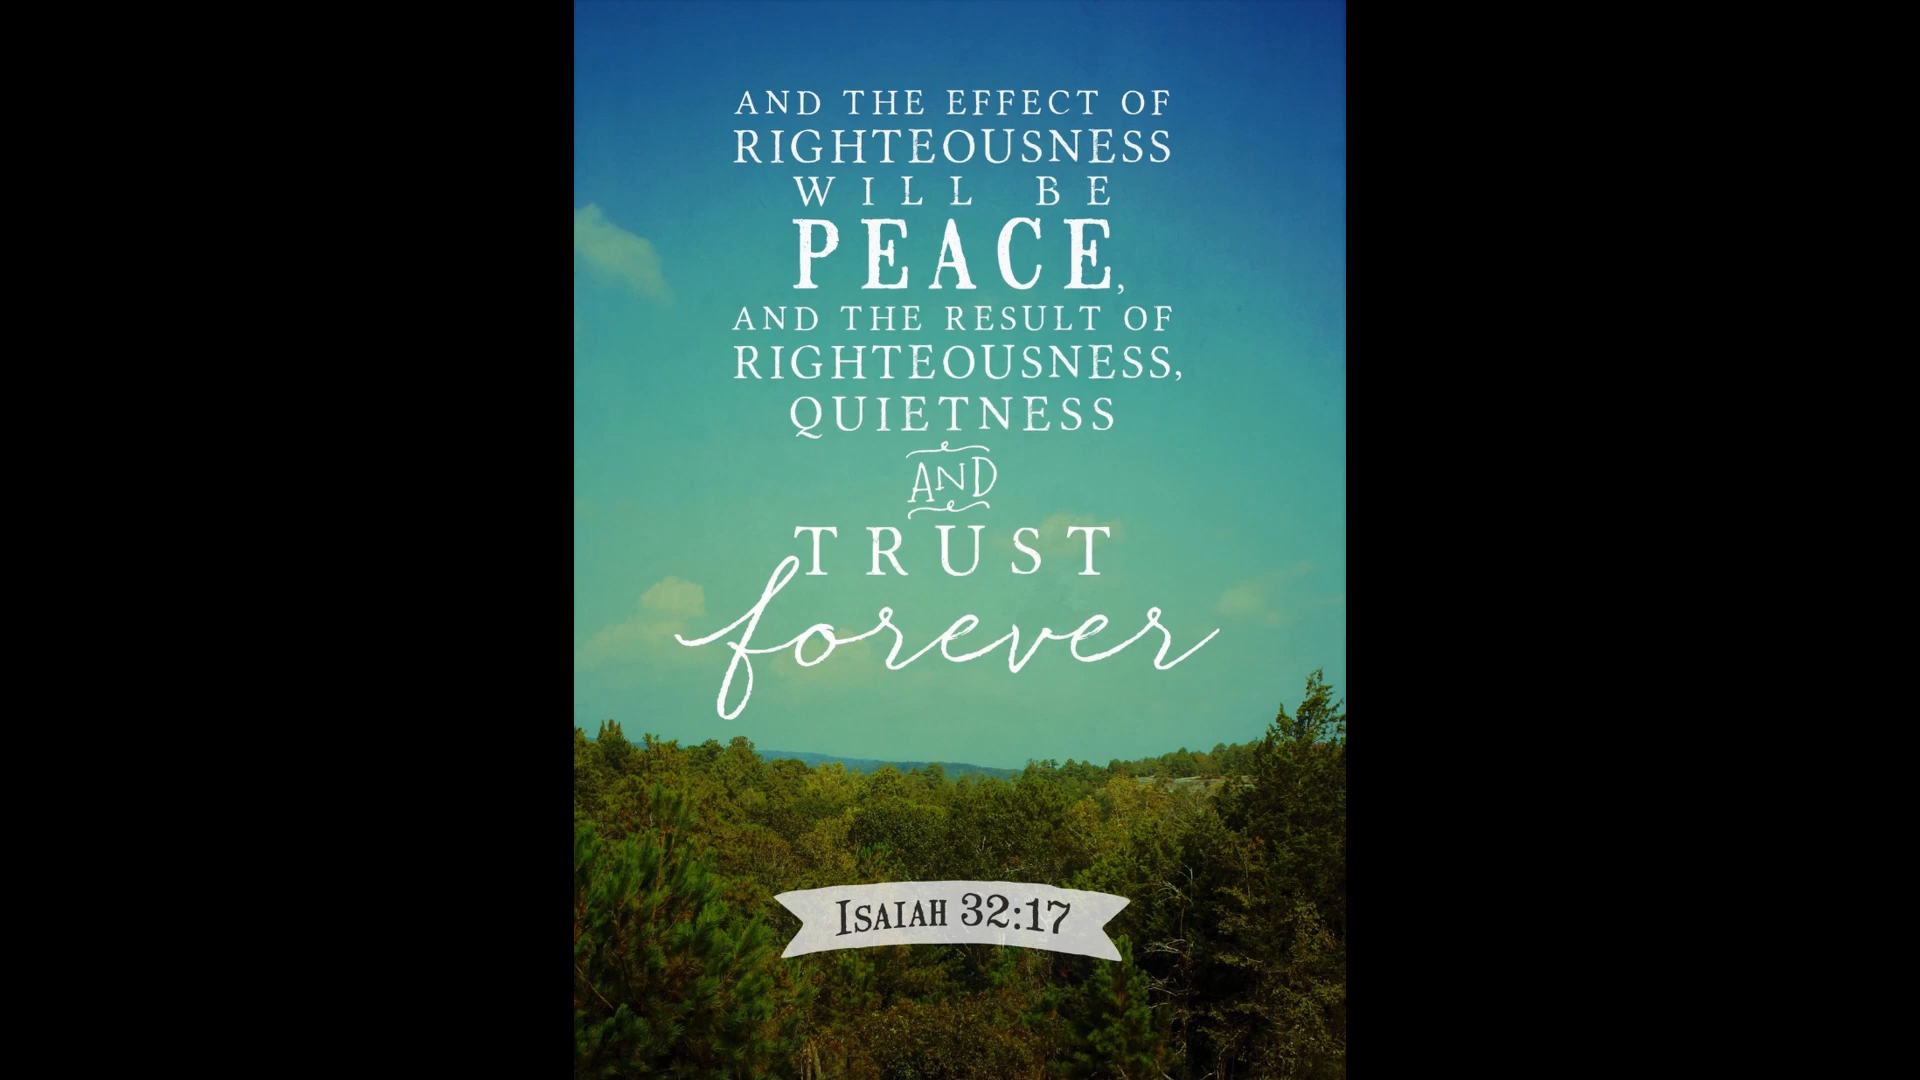 AND THE EFFECT OF
RIGHTEOUSNESS
WILL BE
PEACE,
AND THE RESULT OF
RIGHTEOUSNESS,
QUIETNESS
AND
TRUST
forever
ISAIAH 32:17